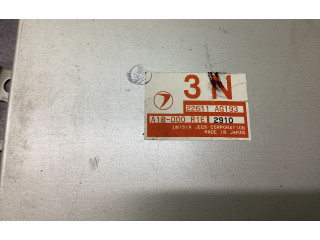 3N
22611 AG193
A18-000 R1E 2910
UNISIA JECS CORPORATION
MADE IN JAPAN